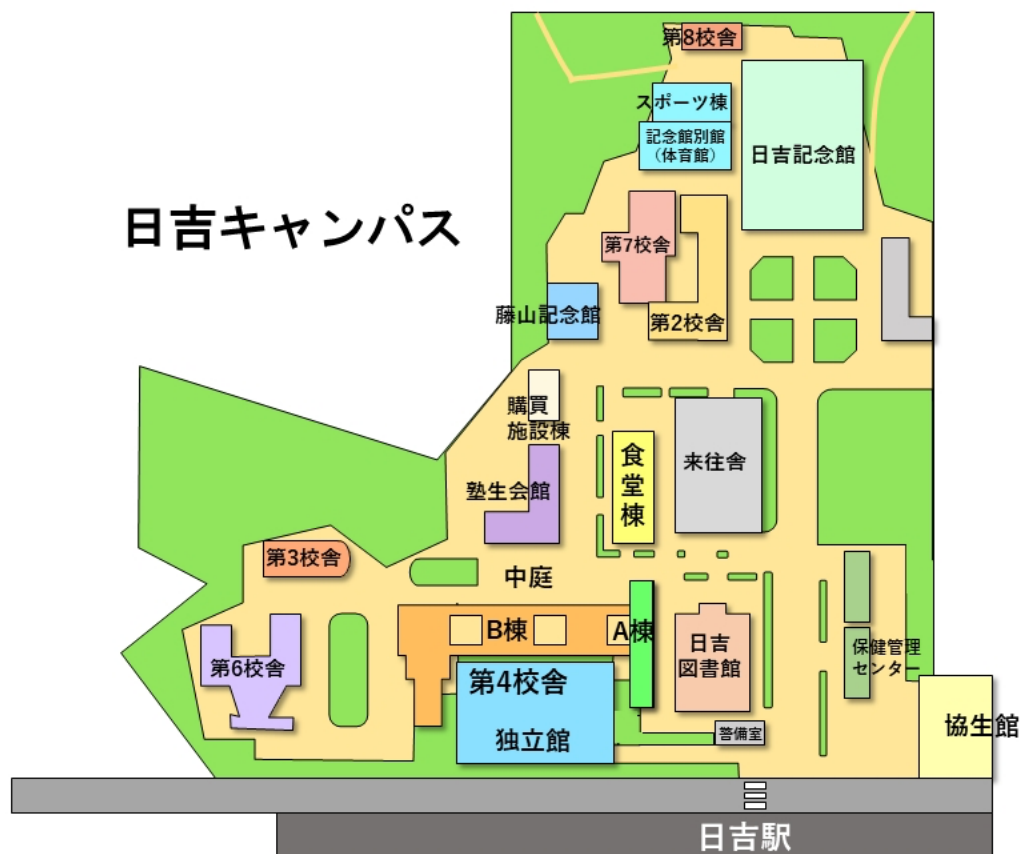 第8校舎
スポーツ棟
記念館別館
（体育館）
日吉記念館
日吉キャンパス
第7校舎
藤山記念館
第2校舎
購買
施設棟
食
堂
棟
来往舎
塾生会館
第3校舎
中庭
B棟
A棟
日吉
図書館
保健管理
センター
第6校舎
第4校舎
独立館
警備室
協生館
日吉駅